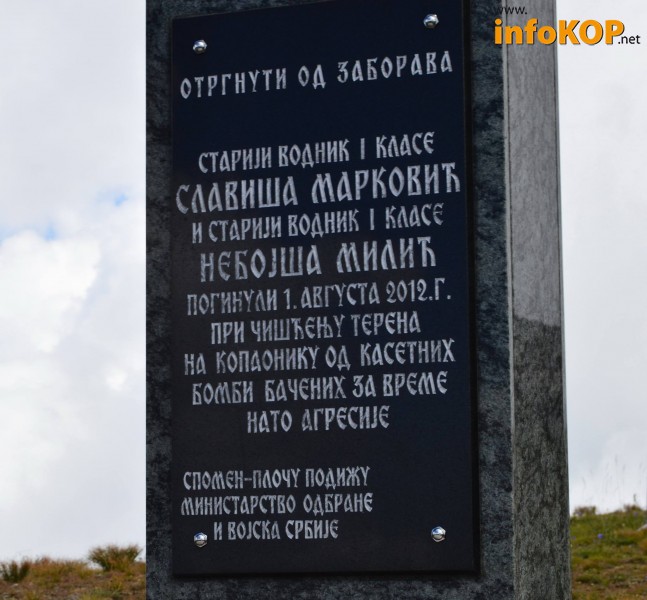 www.
infoKOP.net
ОТРГНУТИ ОД ЗАБОРАВА
СТАРИЈИ ВОДНИК I КЛАСЕ
СЛАВИША МАРКОВИЋ
И СТАРИЈИ ВОДНИК I КЛАСЕ
НЕБОЈША МИЛИЋ
ПОГИНУЛИ 1. АВГУСТА 2012.Г.
ПРИ ЧИШЋЕЊУ ТЕРЕНА
НА КОПАОНИКУ ОД КАСЕТНИХ
БОМБИ БАЧЕНИХ ЗА ВРЕМЕ
НАТО АГРЕСИЈЕ
СПОМЕН-ПЛОЧУ ПОДИЖУ
МИНИСТАРСТВО ОДБРАНЕ
И ВОЈСКА СРБИЈЕ